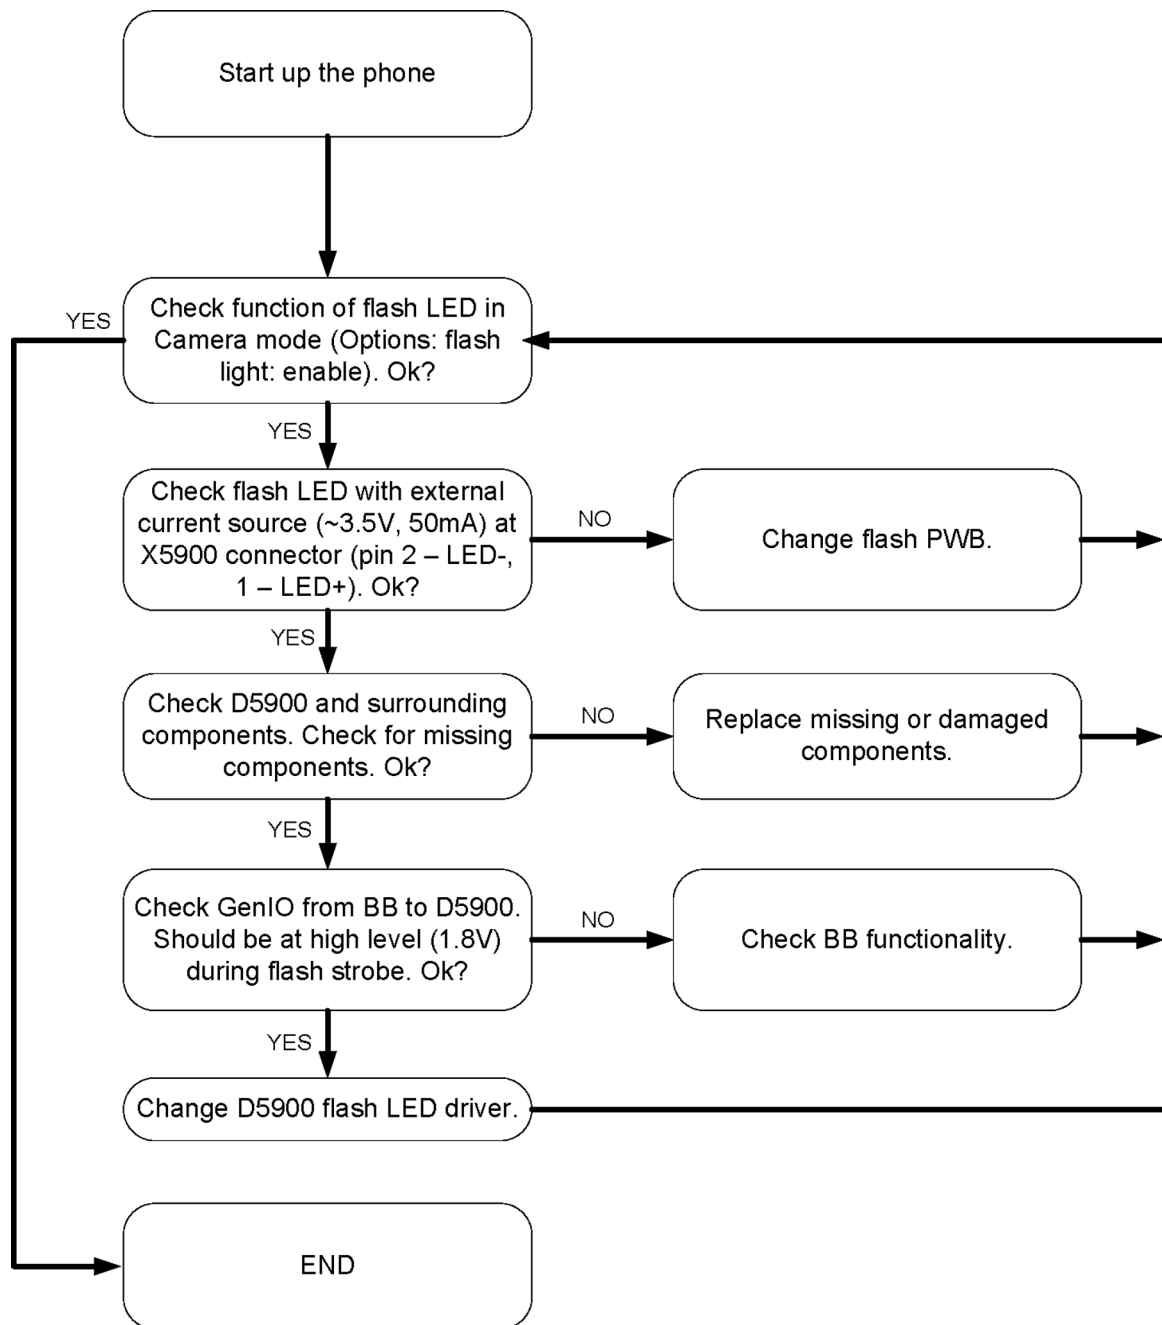 Start up the phone
YES
Check function of flash LED in
Camera mode (Options: flash
light: enable). Ok?
YES
Check flash LED with external
current source (~3.5V, 50mA) at
X5900 connector (pin 2 – LED-,
1 – LED+). Ok?
NO
Change flash PWB.
YES
Check D5900 and surrounding
components. Check for missing
components. Ok?
NO
Replace missing or damaged
components.
YES
Check GenIO from BB to D5900.
Should be at high level (1.8V)
during flash strobe. Ok?
NO
Check BB functionality.
YES
Change D5900 flash LED driver.
END